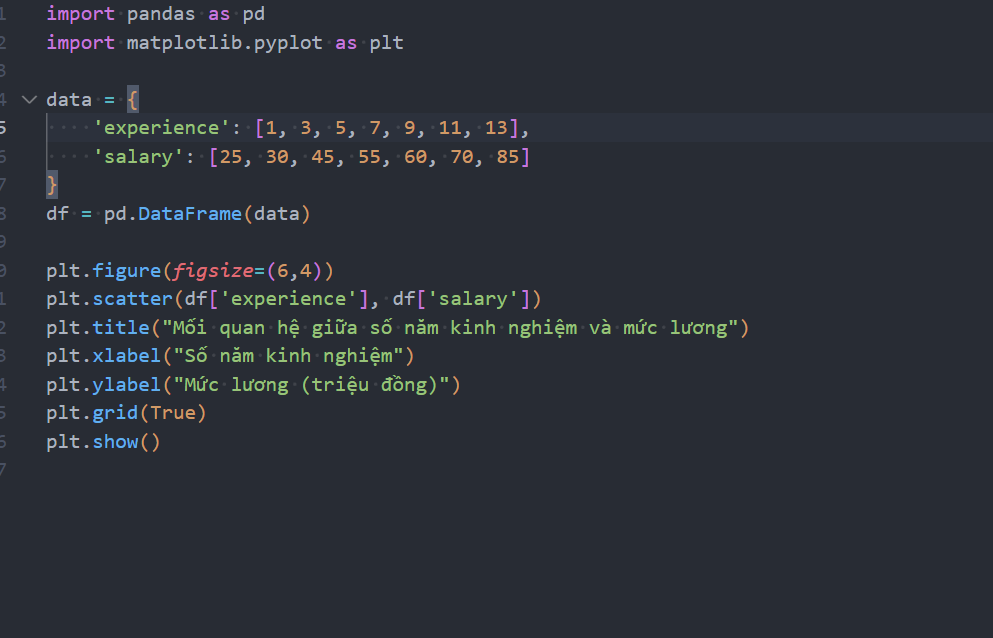 import pandas as pd
import matplotlib.pyplot as plt
data = {
    'experience': [1, 3, 5, 7, 9, 11, 13],
    'salary': [25, 30, 45, 55, 60, 70, 85]
}
df = pd.DataFrame(data)
plt.figure(figsize=(6,4))
plt.scatter(df['experience'], df['salary'])
plt.title("Mối quan hệ giữa số năm kinh nghiệm và mức lương")
plt.xlabel("Số năm kinh nghiệm")
plt.ylabel("Mức lương (triệu đồng)")
plt.grid(True)
plt.show()